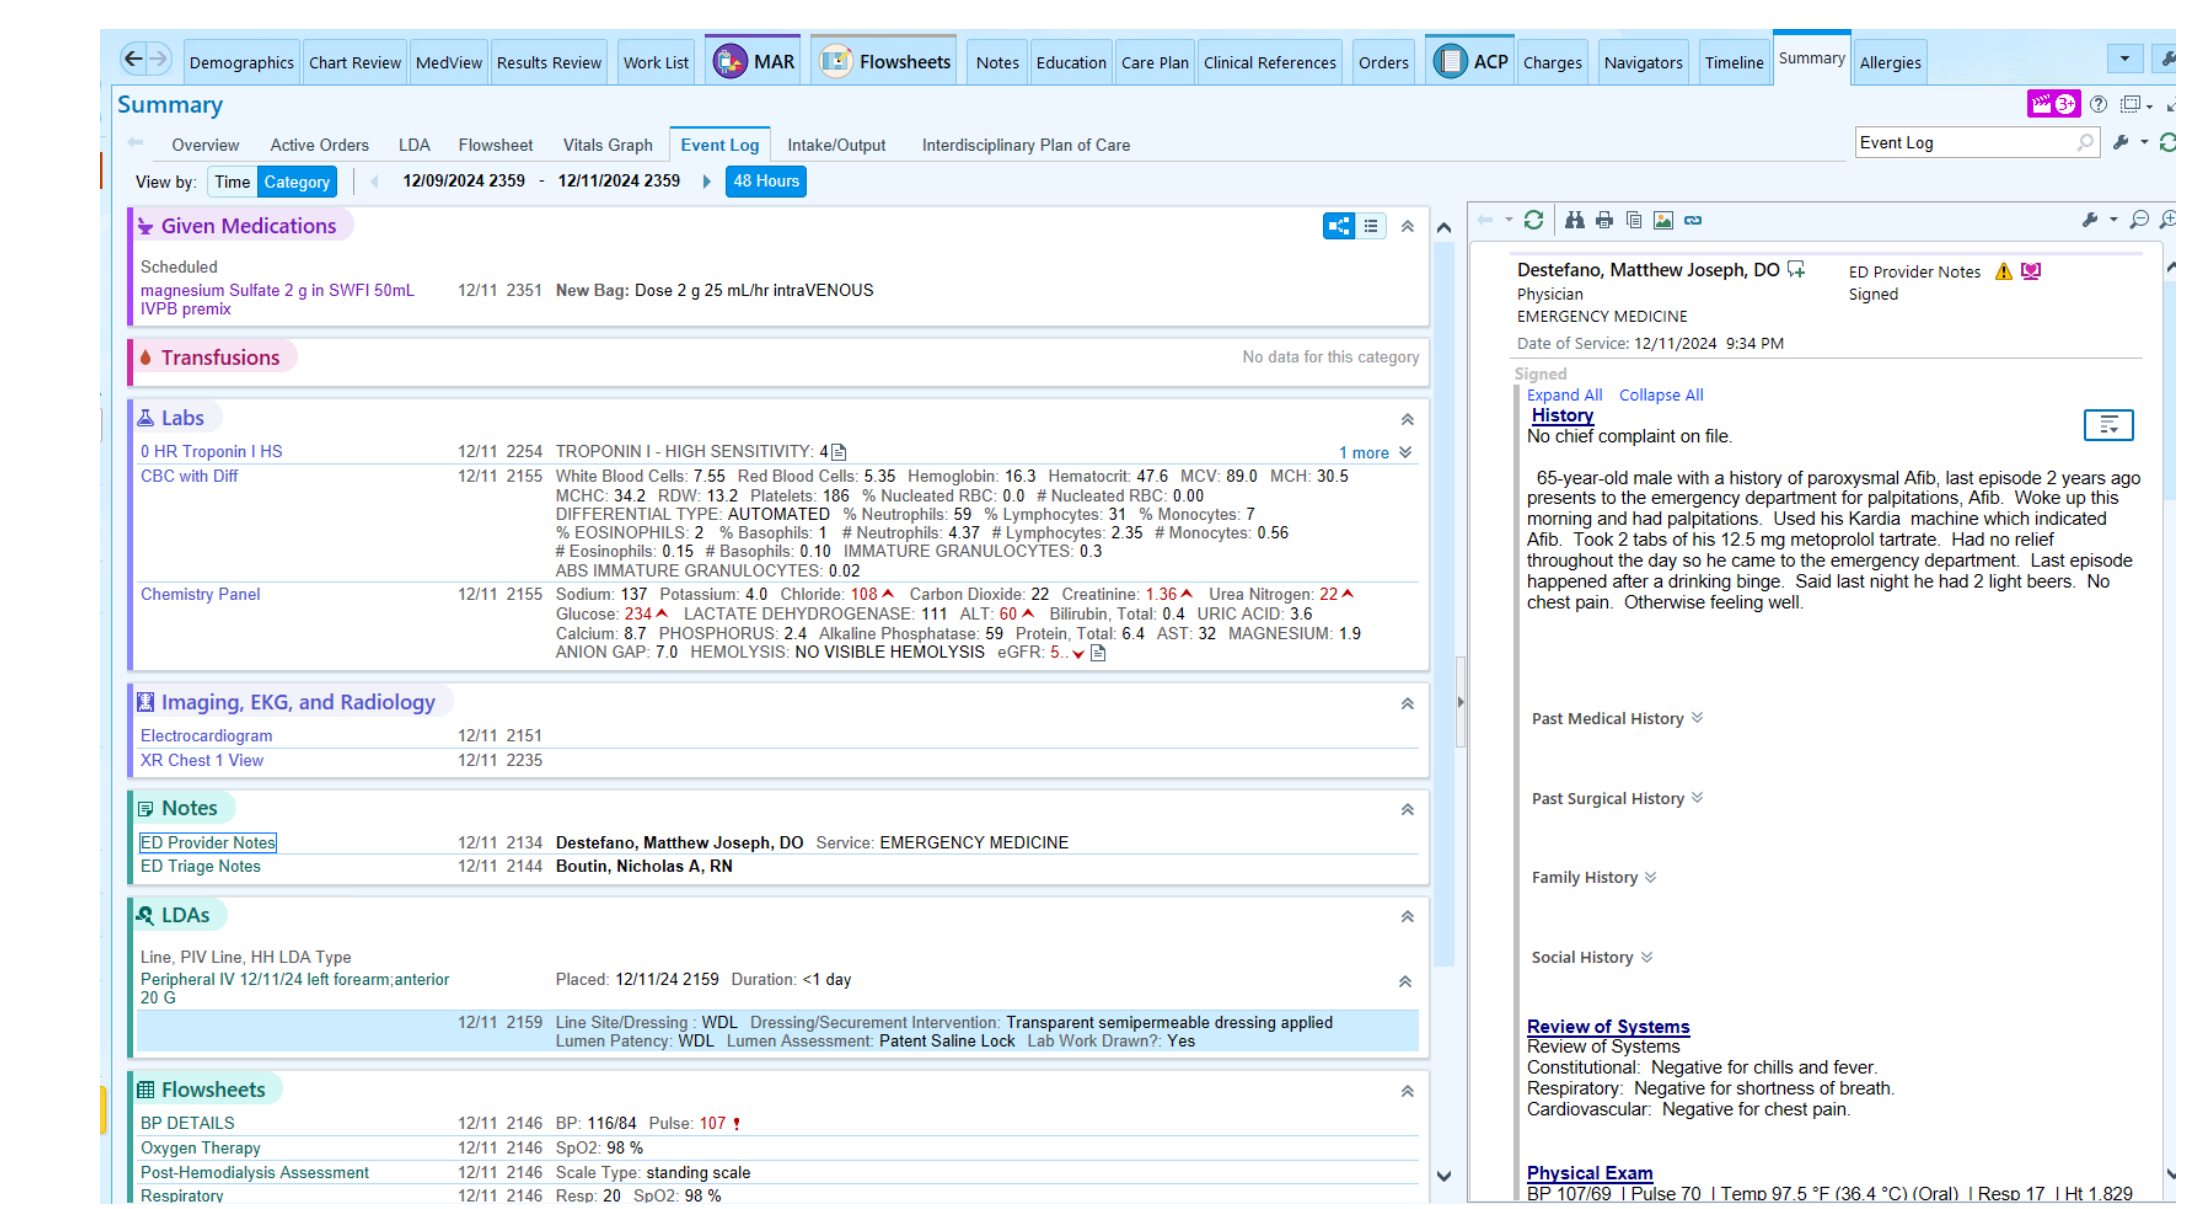 Demographics Chart Review MedView Results Review Work List MAR Flowsheets Notes Education Care Plan Clinical References Orders ACP Charges Navigators Timeline Summary Allergies
Summary
3+
Overview Active Orders LDA Flowsheet Vitals Graph Event Log Intake/Output Interdisciplinary Plan of Care
Event Log
View by: Time Category 12/09/2024 2359 - 12/11/2024 2359 48 Hours
Given Medications
Scheduled
magnesium Sulfate 2 g in SWFI 50mL 12/11 2351 New Bag: Dose 2 g 25 mL/hr intraVENOUS
IVPB premix
Transfusions No data for this category
Labs
0 HR Troponin I HS 12/11 2254 TROPONIN I - HIGH SENSITIVITY: 4 1 more
CBC with Diff 12/11 2155 White Blood Cells: 7.55 Red Blood Cells: 5.35 Hemoglobin: 16.3 Hematocrit: 47.6 MCV: 89.0 MCH: 30.5
MCHC: 34.2 RDW: 13.2 Platelets: 186 % Nucleated RBC: 0.0 # Nucleated RBC: 0.00
DIFFERENTIAL TYPE: AUTOMATED % Neutrophils: 59 % Lymphocytes: 31 % Monocytes: 7
% EOSINOPHILS: 2 % Basophils: 1 # Neutrophils: 4.37 # Lymphocytes: 2.35 # Monocytes: 0.56
# Eosinophils: 0.15 # Basophils: 0.10 IMMATURE GRANULOCYTES: 0.3
ABS IMMATURE GRANULOCYTES: 0.02
Chemistry Panel 12/11 2155 Sodium: 137 Potassium: 4.0 Chloride: 108 Carbon Dioxide: 22 Creatinine: 1.36 Urea Nitrogen: 22
Glucose: 234 LACTATE DEHYDROGENASE: 111 ALT: 60 Bilirubin, Total: 0.4 URIC ACID: 3.6
Calcium: 8.7 PHOSPHORUS: 2.4 Alkaline Phosphatase: 59 Protein, Total: 6.4 AST: 32 MAGNESIUM: 1.9
ANION GAP: 7.0 HEMOLYSIS: NO VISIBLE HEMOLYSIS eGFR: 5..
Imaging, EKG, and Radiology
Electrocardiogram 12/11 2151
XR Chest 1 View 12/11 2235
Notes
ED Provider Notes 12/11 2134 Destefano, Matthew Joseph, DO Service: EMERGENCY MEDICINE
ED Triage Notes 12/11 2144 Boutin, Nicholas A, RN
LDAs
Line, PIV Line, HH LDA Type
Peripheral IV 12/11/24 left forearm;anterior Placed: 12/11/24 2159 Duration: <1 day
20 G
12/11 2159 Line Site/Dressing : WDL Dressing/Securement Intervention: Transparent semipermeable dressing applied
Lumen Patency: WDL Lumen Assessment: Patent Saline Lock Lab Work Drawn?: Yes
Flowsheets
BP DETAILS 12/11 2146 BP: 116/84 Pulse: 107 !
Oxygen Therapy 12/11 2146 SpO2: 98 %
Post-Hemodialysis Assessment 12/11 2146 Scale Type: standing scale
Respiratory 12/11 2146 Resp: 20 SpO2: 98 %
Destefano, Matthew Joseph, DO ED Provider Notes
Physician Signed
EMERGENCY MEDICINE
Date of Service: 12/11/2024 9:34 PM
Signed
Expand All Collapse All
History
No chief complaint on file.
65-year-old male with a history of paroxysmal Afib, last episode 2 years ago
presents to the emergency department for palpitations, Afib. Woke up this
morning and had palpitations. Used his Kardia machine which indicated
Afib. Took 2 tabs of his 12.5 mg metoprolol tartrate. Had no relief
throughout the day so he came to the emergency department. Last episode
happened after a drinking binge. Said last night he had 2 light beers. No
chest pain. Otherwise feeling well.
Past Medical History
Past Surgical History
Family History
Social History
Review of Systems
Review of Systems
Constitutional: Negative for chills and fever.
Respiratory: Negative for shortness of breath.
Cardiovascular: Negative for chest pain.
Physical Exam
BP 107/69 | Pulse 70 | Temp 97.5 °F (36.4 °C) (Oral) | Resp 17 | Ht 1.829